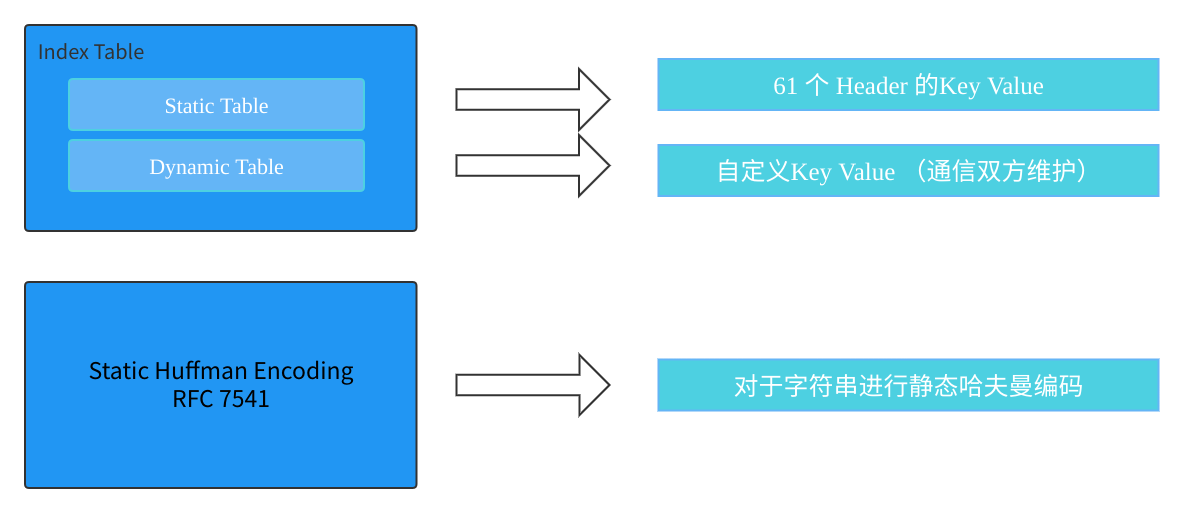 Index Table
Static Table
61 个 Header 的Key Value
Dynamic Table
自定义Key Value （通信双方维护）
Static Huffman Encoding
RFC 7541
对于字符串进行静态哈夫曼编码